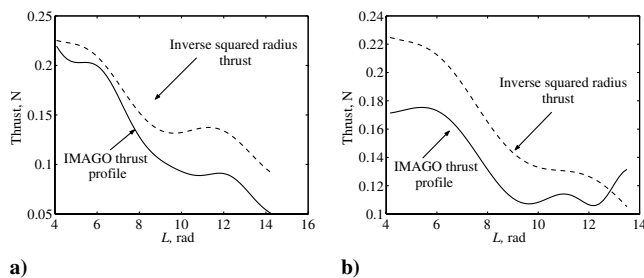 0.25
0.2
0.15
0.1
0.05
Thrust, N
Inverse squared radius
thrust
IMAGO thrust
profile
4 6 8 10 12 14 16
L, rad
a)
0.24
0.22
0.2
0.18
0.16
0.14
0.12
0.1
Thrust, N
Inverse squared radius
thrust
IMAGO thrust
profile
4 6 8 10 12 14
L, rad
b)